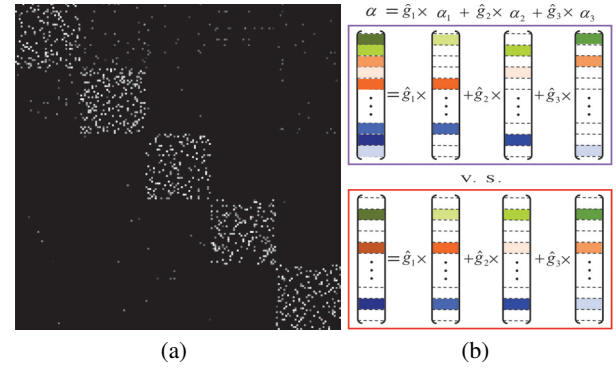 α = ĝ₁× α₁ + ĝ₂× α₂ + ĝ₃× α₃
= ĝ₁× + ĝ₂× + ĝ₃×
v. s.
= ĝ₁× + ĝ₂× + ĝ₃×
(a) (b)